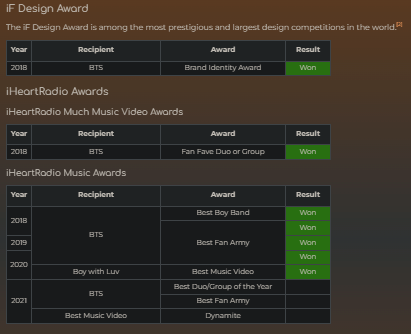 iF Design Award
The iF Design Award is among the most prestigious and largest design competitions in the world.[2]
Year Recipient Award Result
2018 BTS Brand Identity Award Won
iHeartRadio Awards
iHeartRadio Much Music Video Awards
Year Recipient Award Result
2018 BTS Fan Fave Duo or Group Won
iHeartRadio Music Awards
Year Recipient Award Result
2018 BTS Best Boy Band Won
Best Fan Army Won
2019 Won
2020 Won
Boy with Luv Best Music Video Won
2021 BTS Best Duo/Group of the Year
Best Fan Army
Best Music Video Dynamite